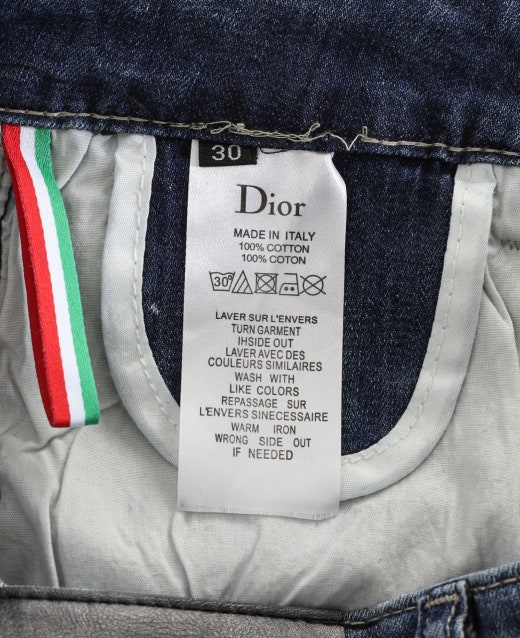 30
Dior
MADE IN ITALY
100% COTTON
100% COTON
30°
LAVER SUR L'ENVERS
TURN GARMENT
IHSIDE OUT
LAVER AVEC DES
COULEURS SIMILAIRES
WASH WITH
LIKE COLORS
REPASSAGE SUR
L'ENVERS SINECESSAIRE
WARM IRON
WRONG SIDE OUT
IF NEEDED